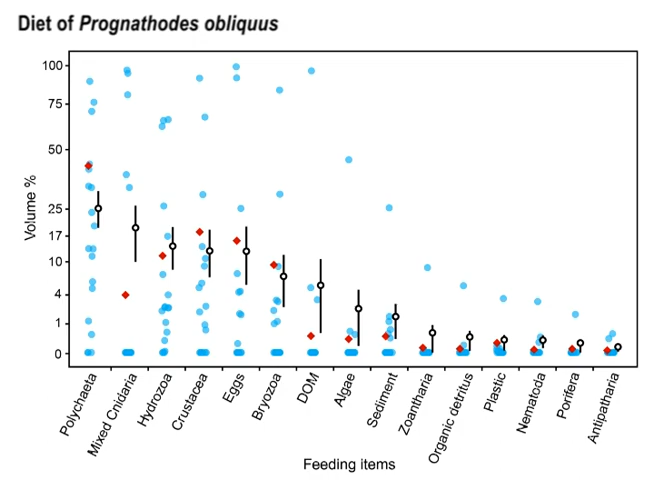 Diet of Prognathodes obliquus
Volume %
100
75
50
25
17
10
4
1
0
Polychaeta
Mixed Cnidaria
Hydrozoa
Crustacea
Eggs
Bryozoa
DOM
Algae
Sediment
Zoantharia
Organic detritus
Plastic
Nematoda
Porifera
Antipatharia
Feeding items